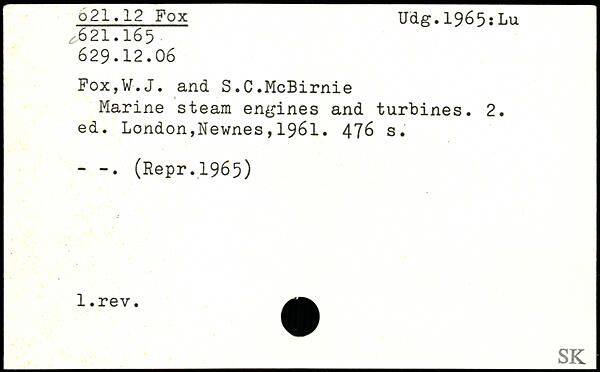 621.12 Fox
Udg.1965:Lu
621.165
629.12.06
Fox,W.J. and S.C.McBirnie
Marine steam engines and turbines. 2.
ed. London,Newnes,1961. 476 s.
- -. (Repr.1965)
1.rev.
SK